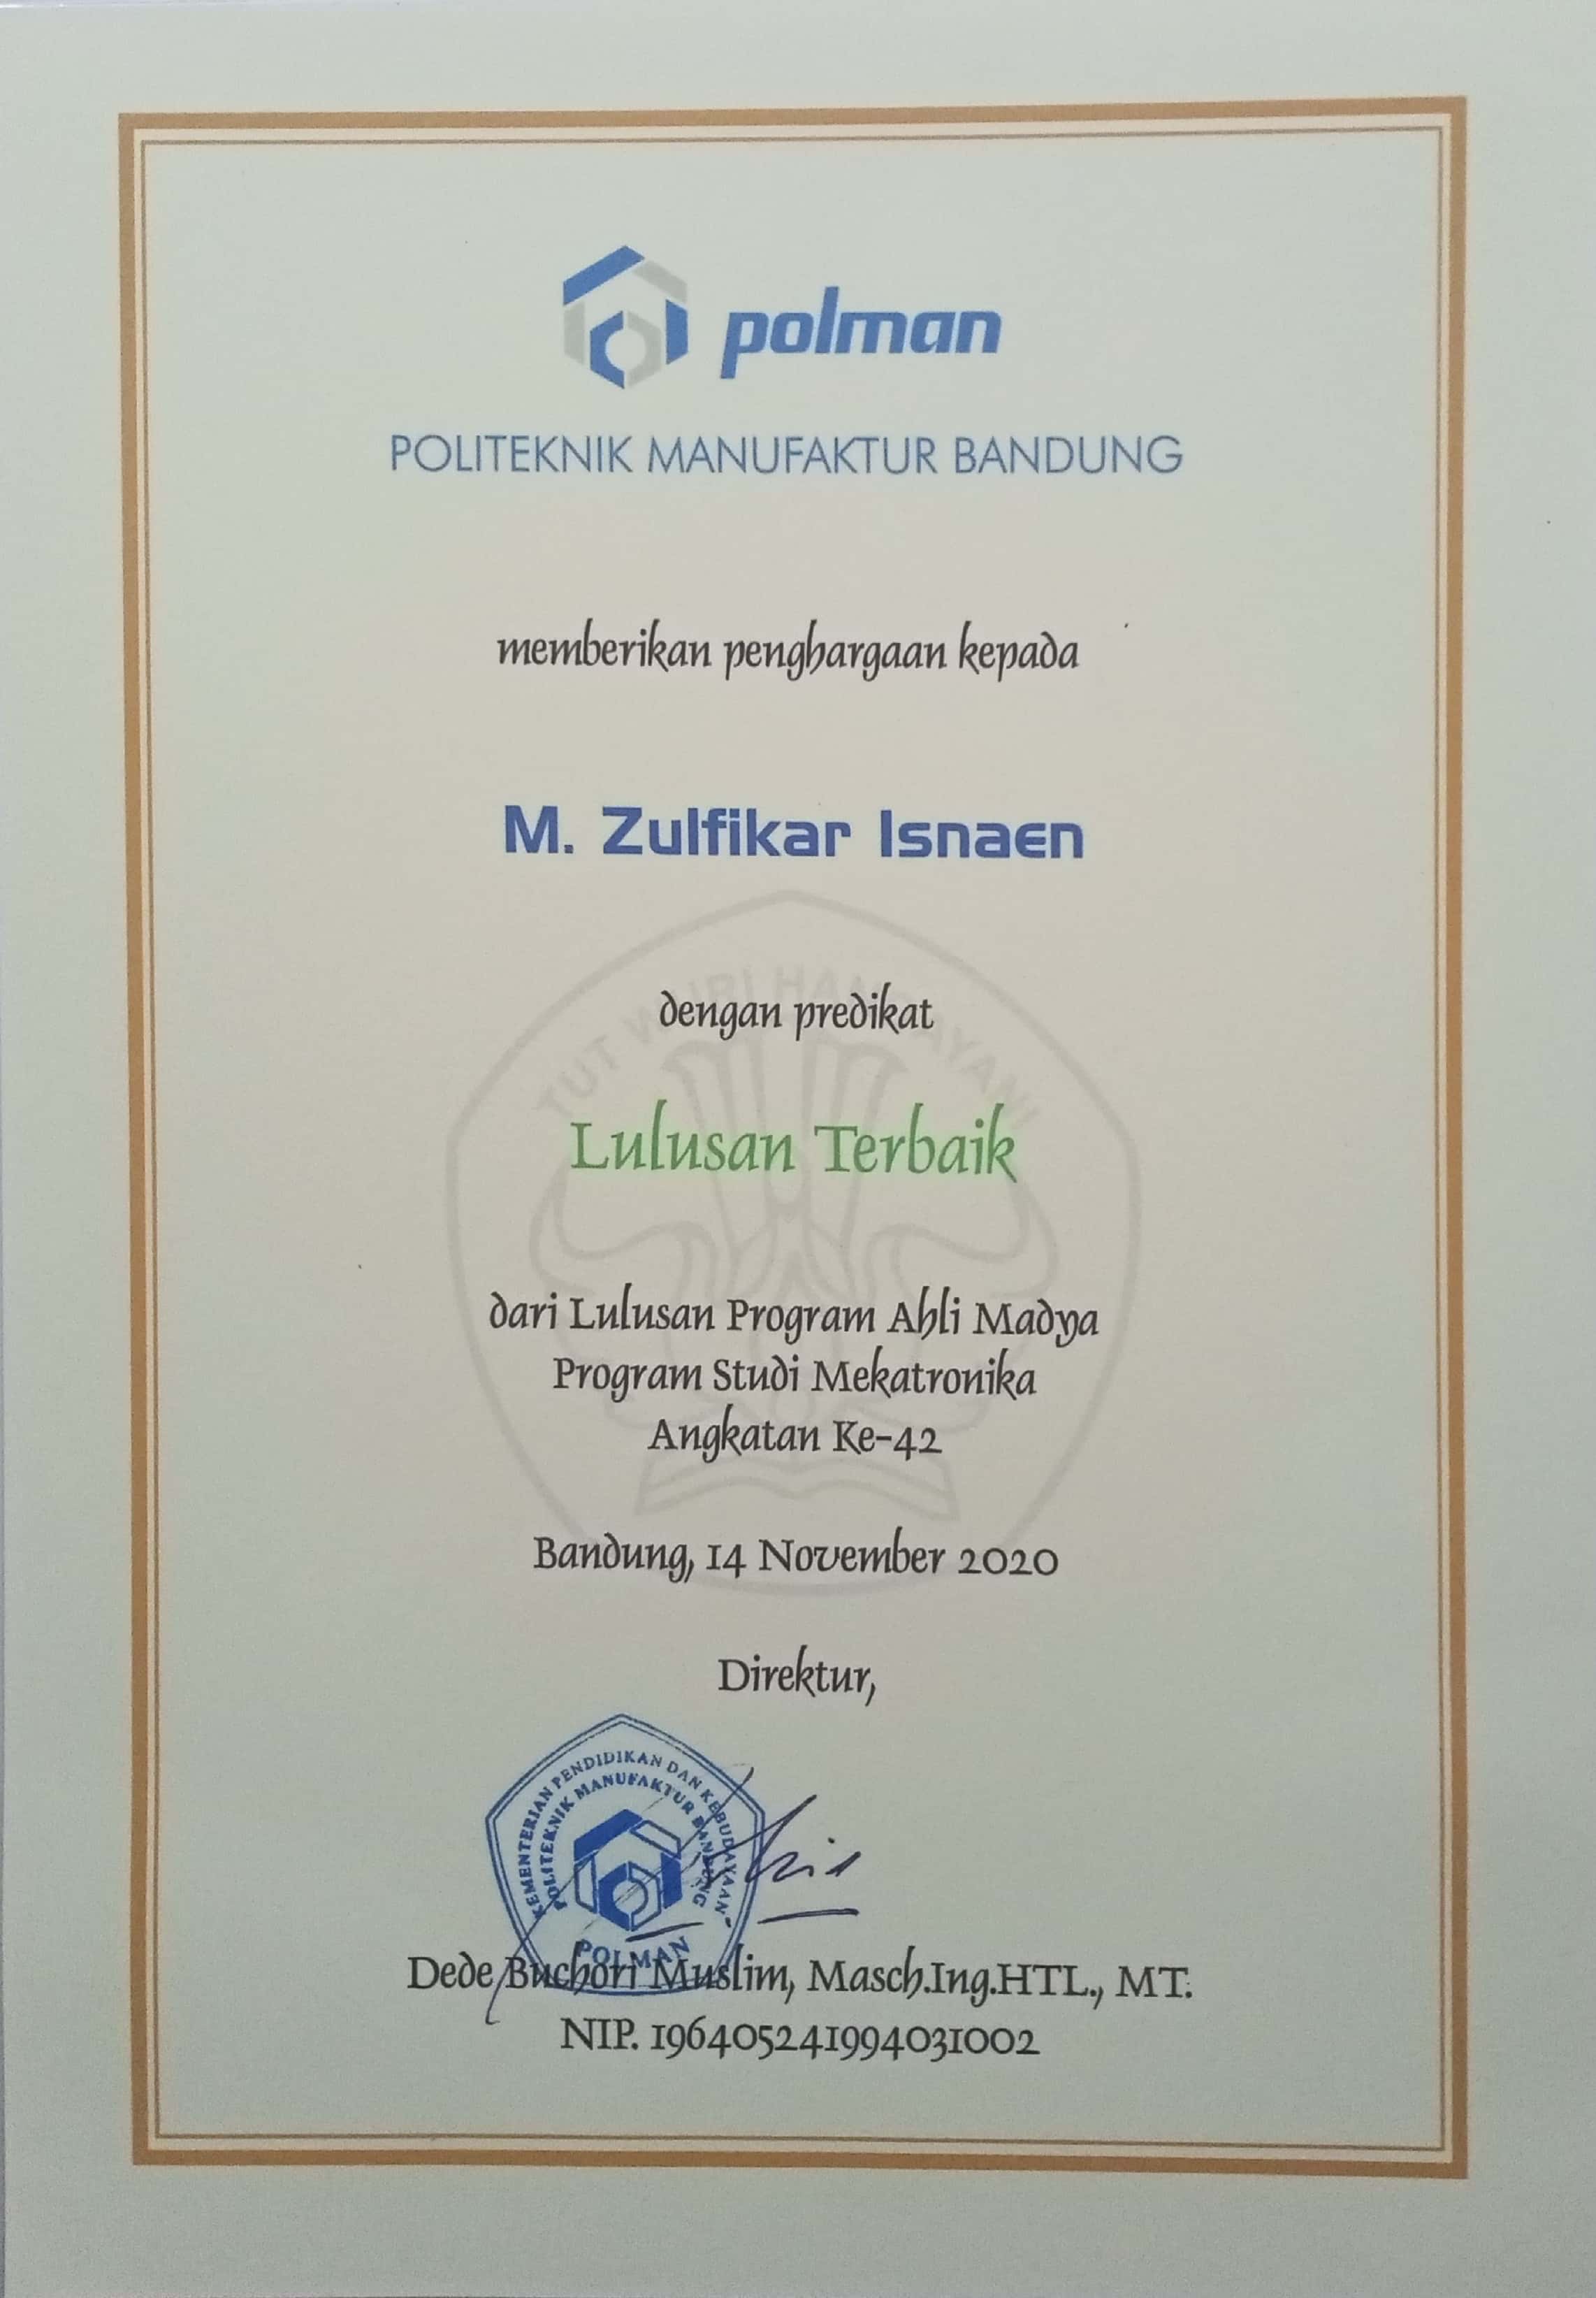 polman
POLITEKNIK MANUFAKTUR BANDUNG
memberikan penghargaan kepada
M. Zulfikar Isnaen
dengan predikat
TUT WURI HANDAYANI
Lulusan Terbaik
dari Lulusan Program Ahli Madya
Program Studi Mekatronika
Angkatan Ke-42
Bandung, 14 November 2020
Direktur,
KEMENTERIAN PENDIDIKAN DAN KEBUDAYAAN
POLITEKNIK MANUFAKTUR BANDUNG
POLMAN
Dede Buchori Muslim, Masch.Ing.HTL., MT.
NIP. 196405241994031002